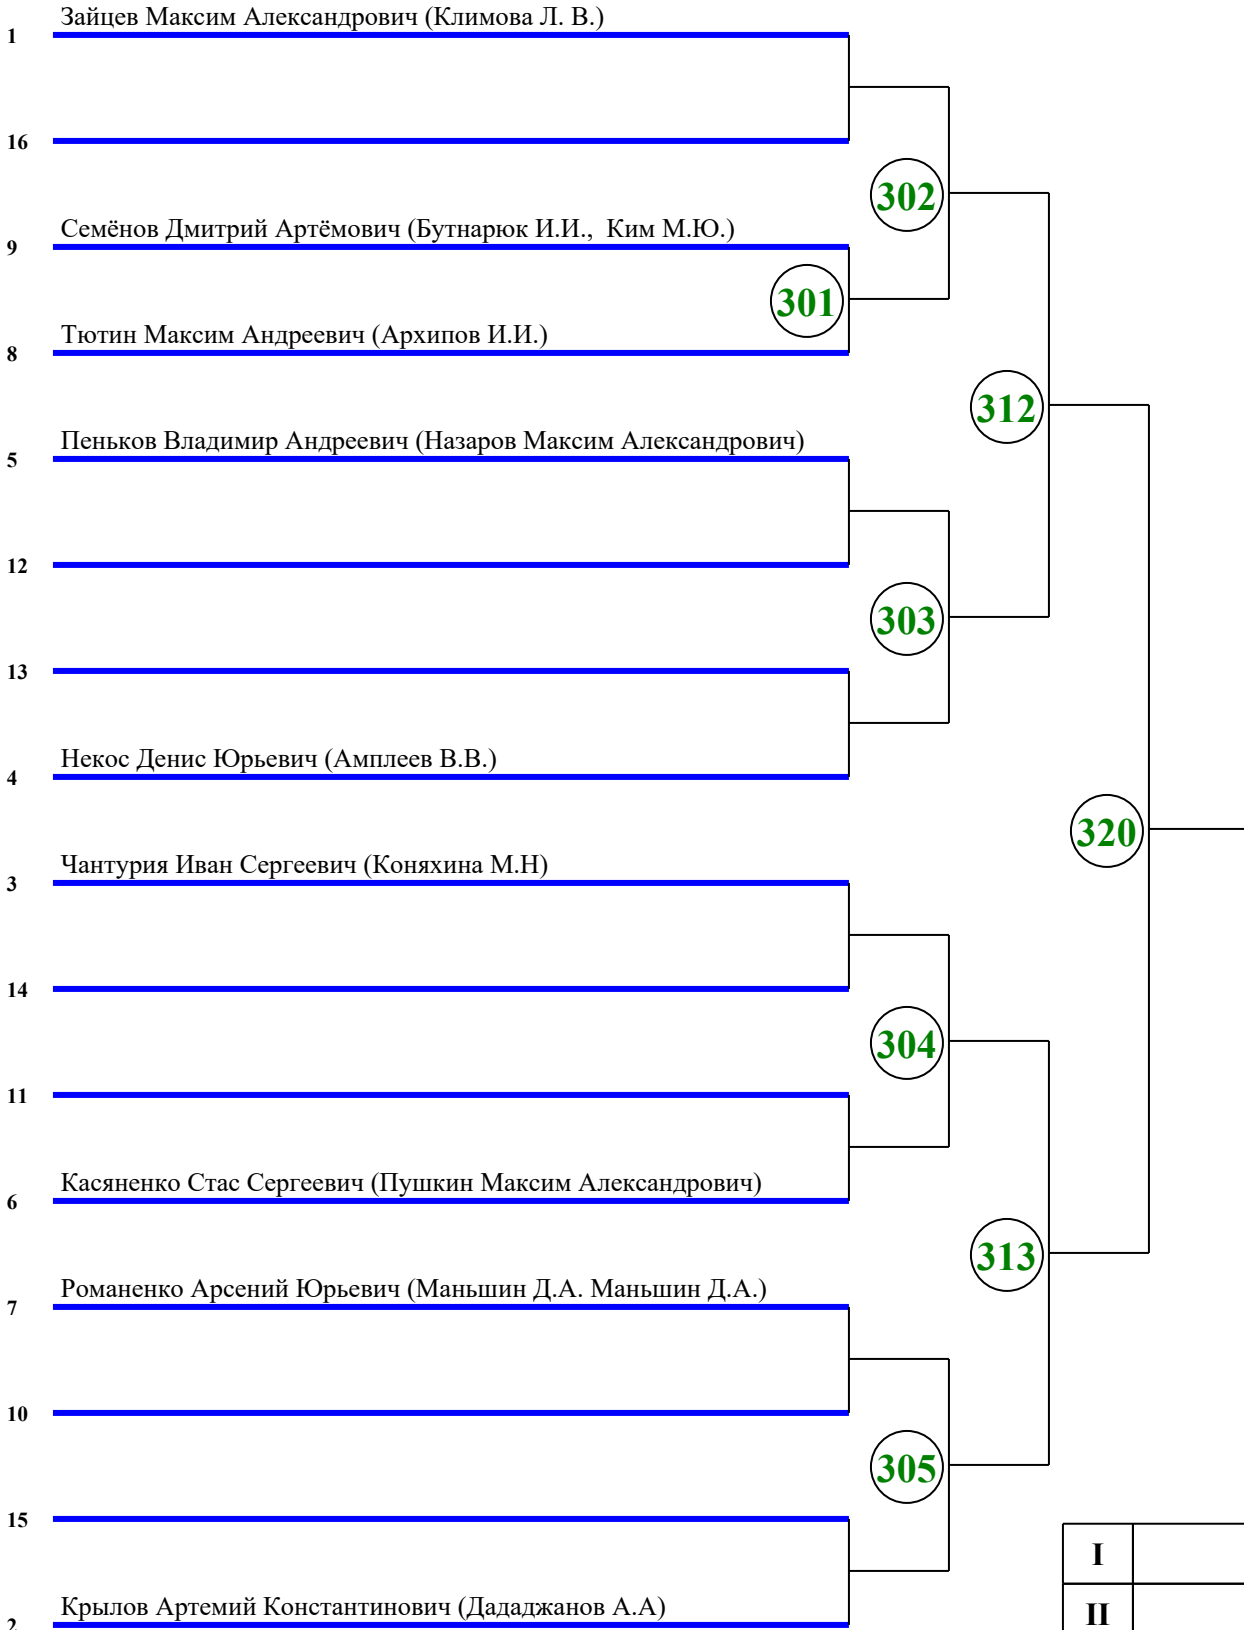 Зайцев Максим Александрович (Климова Л. В.)
1
16
302
Семёнов Дмитрий Артёмович (Бутнарюк И.И.,  Ким М.Ю.)
9
301
Тютин Максим Андреевич (Архипов И.И.)
8
312
Пеньков Владимир Андреевич (Назаров Максим Александрович)
5
12
303
13
Некос Денис Юрьевич (Амплеев В.В.)
4
320
Чантурия Иван Сергеевич (Коняхина М.Н)
3
14
304
11
Касяненко Стас Сергеевич (Пушкин Максим Александрович)
6
313
Романенко Арсений Юрьевич (Маньшин Д.А. Маньшин Д.А.)
7
10
305
15
I
Крылов Артемий Константинович (Дададжанов А.А)
2
II